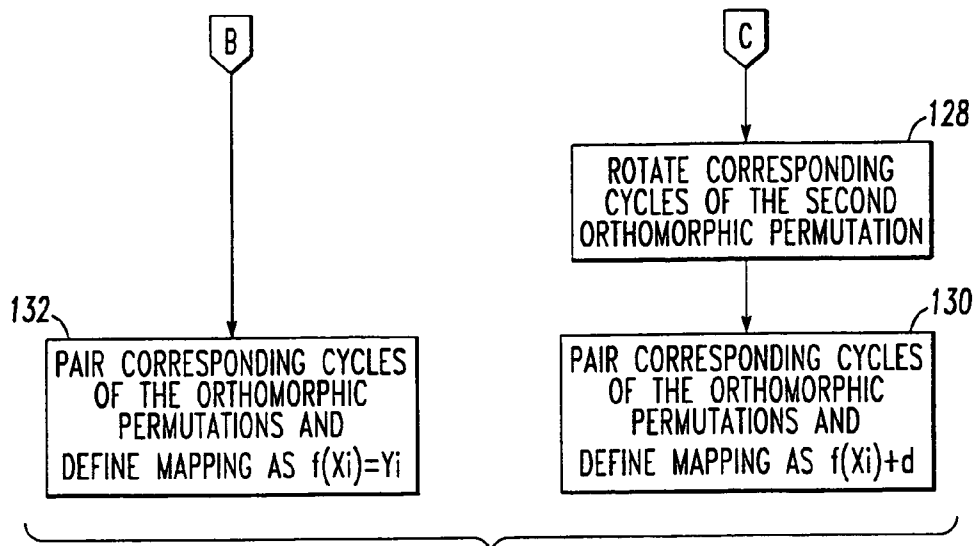 B
C
128
ROTATE CORRESPONDING
CYCLES OF THE SECOND
ORTHOMORPHIC PERMUTATION
132
PAIR CORRESPONDING CYCLES
OF THE ORTHOMORPHIC
PERMUTATIONS AND
DEFINE MAPPING AS f(Xi)=Yi
130
PAIR CORRESPONDING CYCLES
OF THE ORTHOMORPHIC
PERMUTATIONS AND
DEFINE MAPPING AS f(Xi)+d